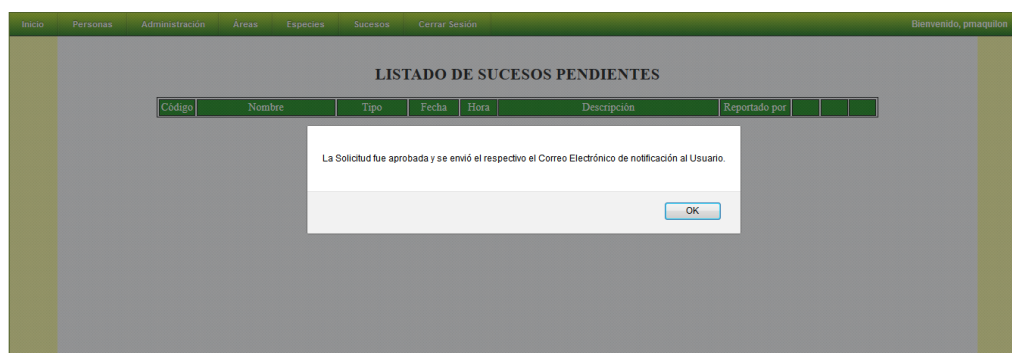 Inicio Personas Administración Áreas Especies Sucesos Cerrar Sesión Bienvenido, pmaquilon
LISTADO DE SUCESOS PENDIENTES
Código Nombre Tipo Fecha Hora Descripción Reportado por
La Solicitud fue aprobada y se envió el respectivo el Correo Electrónico de notificación al Usuario.
OK